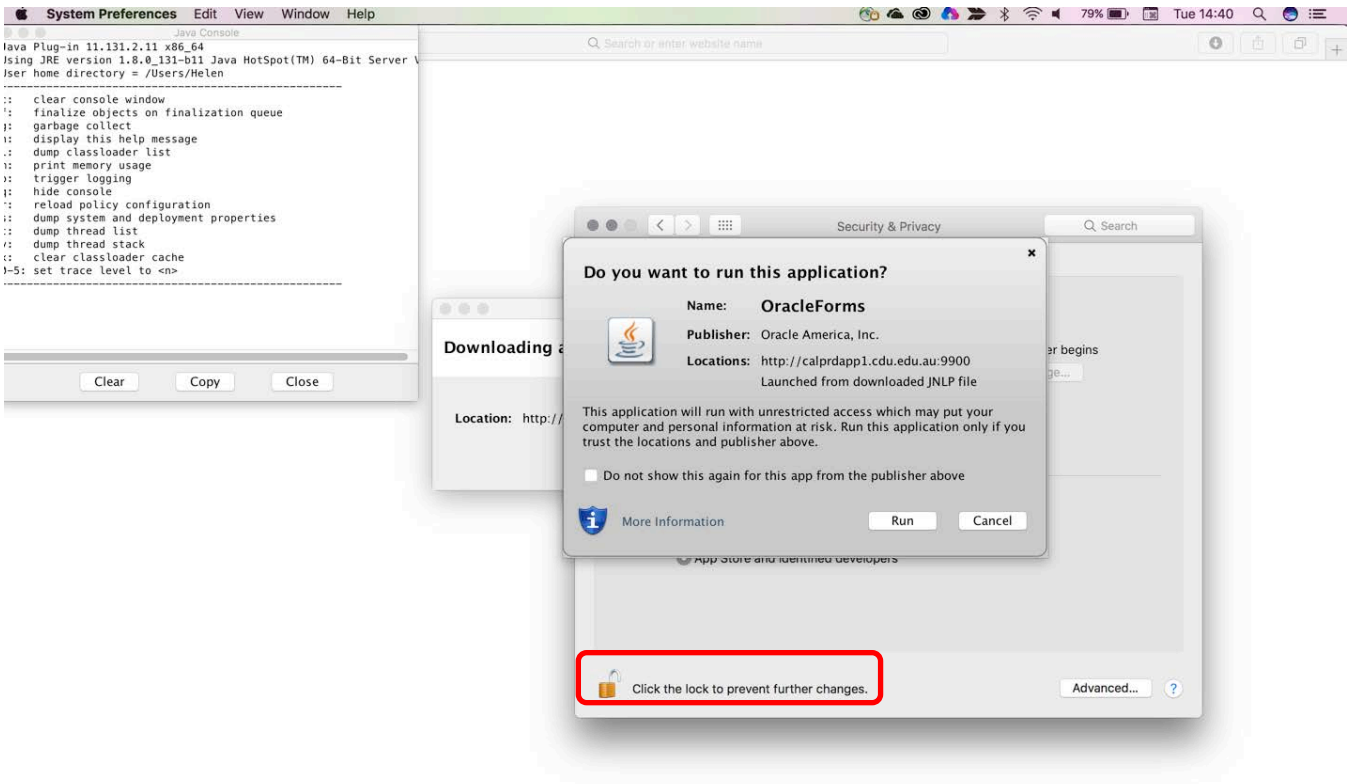 System Preferences Edit View Window Help
79% Tue 14:40
Java Console
Java Plug-in 11.131.2.11 x86_64
Using JRE version 1.8.0_131-b11 Java HotSpot(TM) 64-Bit Server V
User home directory = /Users/Helen
----------------------------------------------------
clear console window
finalize objects on finalization queue
garbage collect
display this help message
dump classloader list
print memory usage
trigger logging
hide console
reload policy configuration
dump system and deployment properties
dump thread list
dump thread stack
clear classloader cache
0-5: set trace level to <n>
----------------------------------------------------
Clear Copy Close
Search or enter website name
Security & Privacy
Search
Downloading a
Location: http://
Do you want to run this application?
Name: OracleForms
Publisher: Oracle America, Inc.
Locations: http://calprdapp1.cdu.edu.au:9900
Launched from downloaded JNLP file
This application will run with unrestricted access which may put your
computer and personal information at risk. Run this application only if you
trust the locations and publisher above.
Do not show this again for this app from the publisher above
More Information
Run Cancel
er begins
ge...
App Store and identified developers
Click the lock to prevent further changes.
Advanced... ?